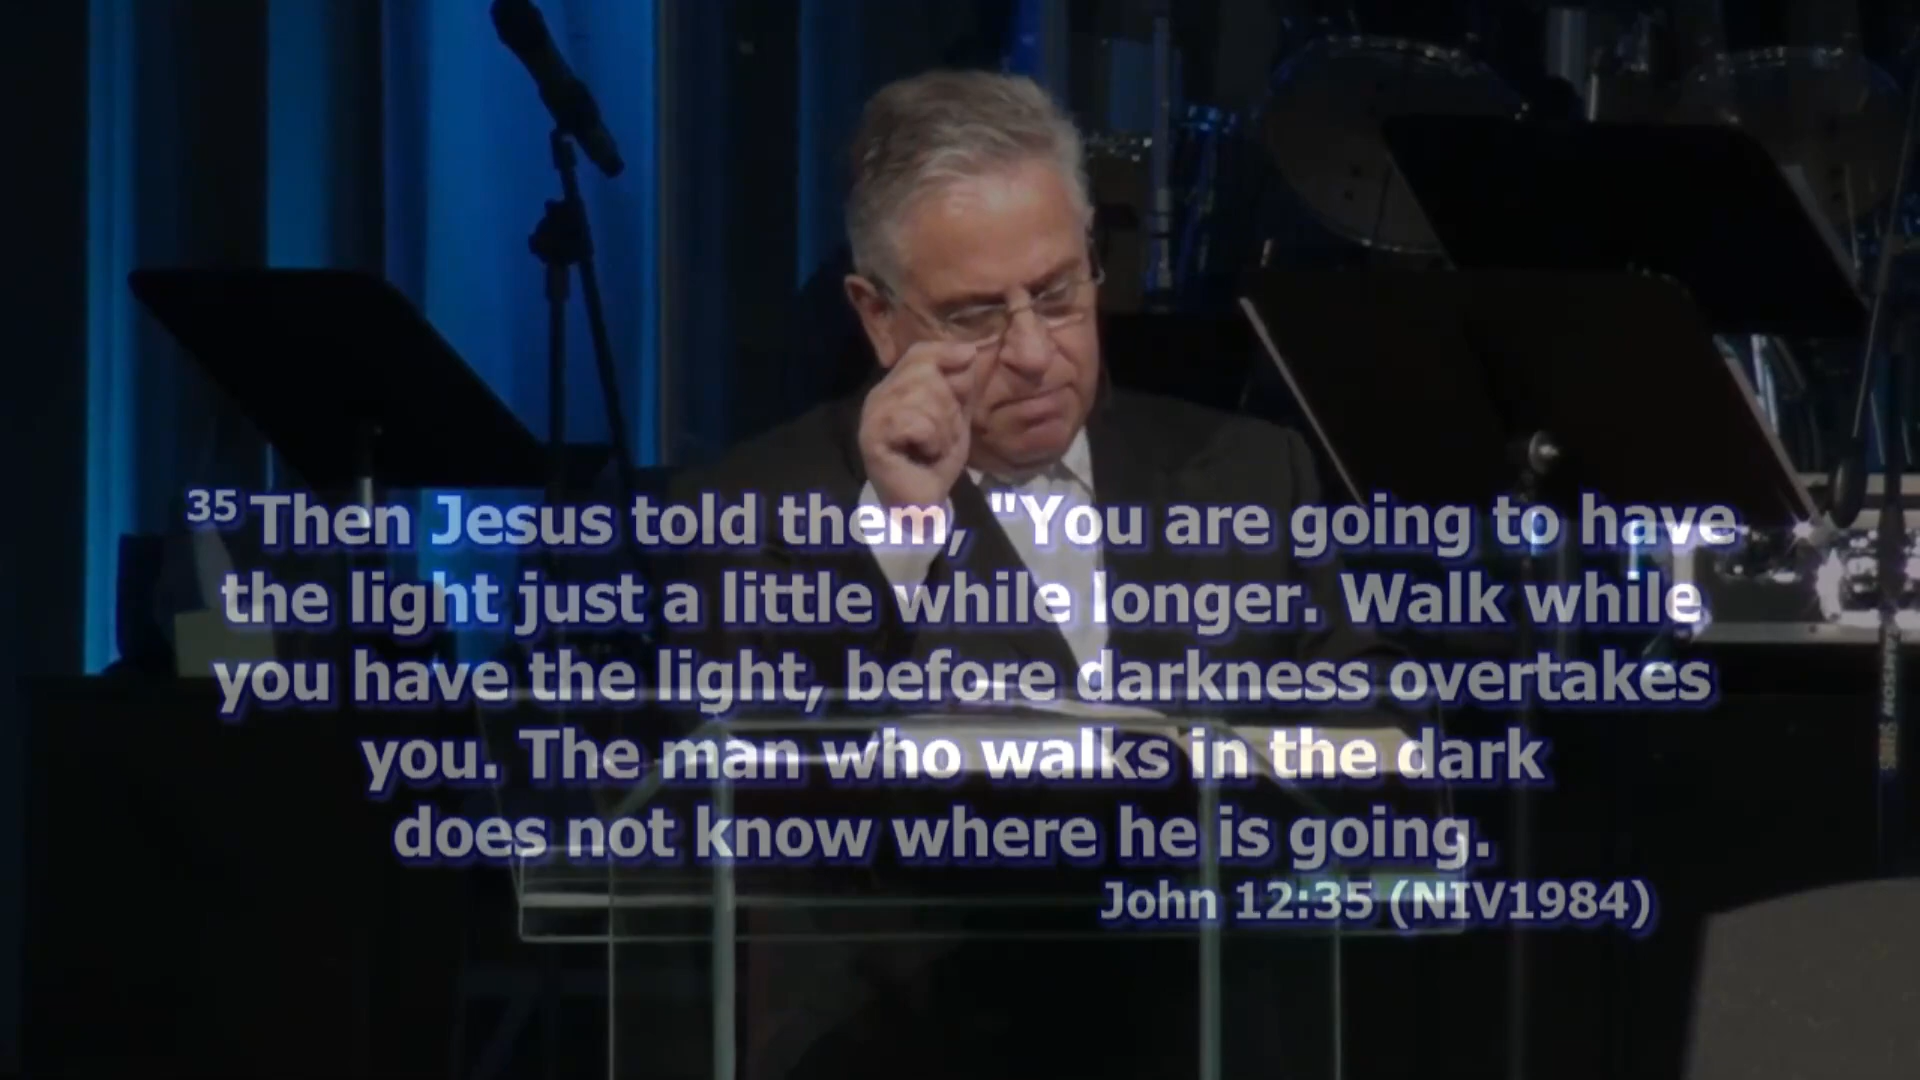 35 Then Jesus told them, "You are going to have
the light just a little while longer. Walk while
you have the light, before darkness overtakes
you. The man who walks in the dark
does not know where he is going.
John 12:35 (NIV1984)